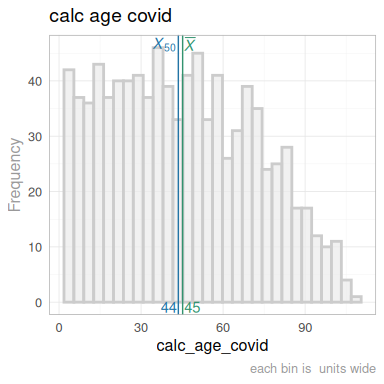 calc age covid
X̃50 X̄
40
30
20
10
0
Frequency
44 45
0 30 60 90
calc_age_covid
each bin is  units wide